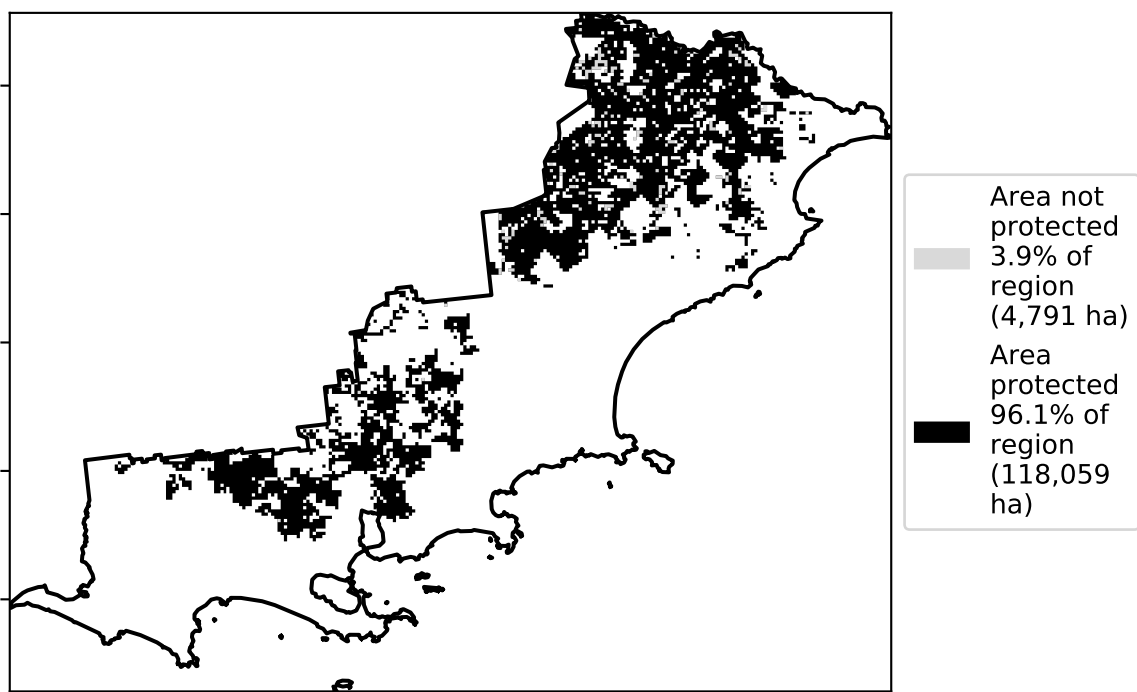 Area not
protected
3.9% of
region
(4,791 ha)
Area
protected
96.1% of
region
(118,059
ha)